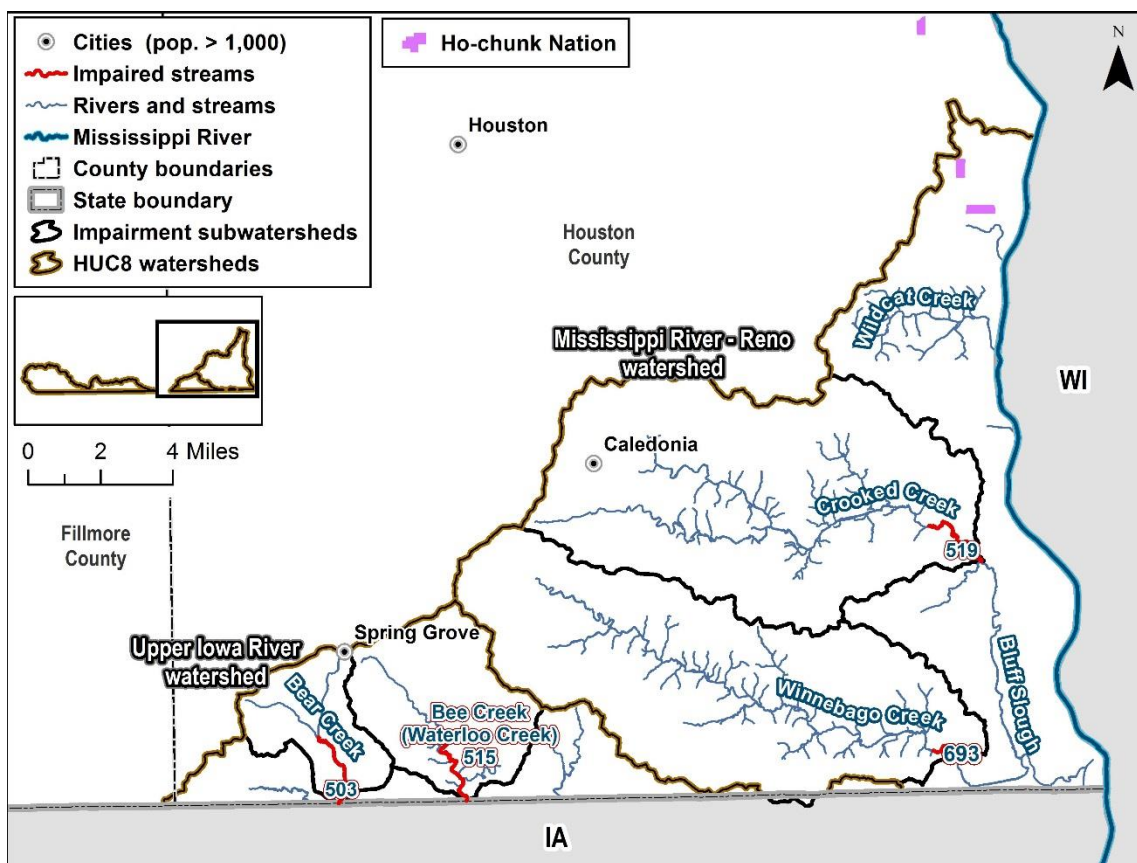 Cities (pop. > 1,000)
Impaired streams
Rivers and streams
Mississippi River
County boundaries
State boundary
Impairment subwatersheds
HUC8 watersheds
Ho-chunk Nation
N
Houston
Houston
County
Wildcat Creek
Mississippi River - Reno
watershed
WI
0 2 4 Miles
Caledonia
Crooked Creek
519
Fillmore
County
Spring Grove
Upper Iowa River
watershed
Bear Creek
Bee Creek
(Waterloo Creek)
515
Winnebago Creek
693
Bluff Slough
503
IA